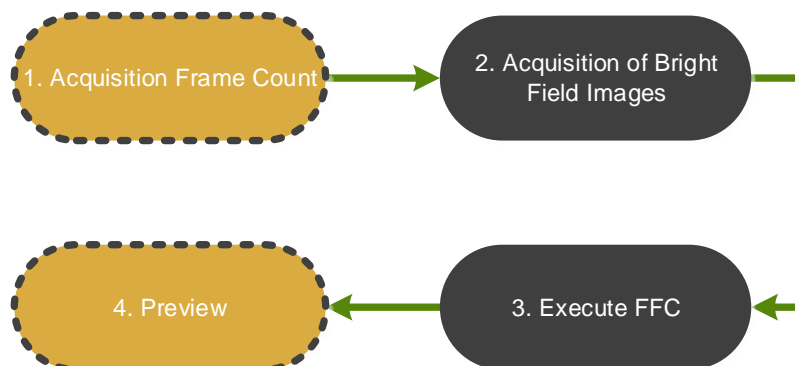 1. Acquisition Frame Count
2. Acquisition of Bright
Field Images
3. Execute FFC
4. Preview